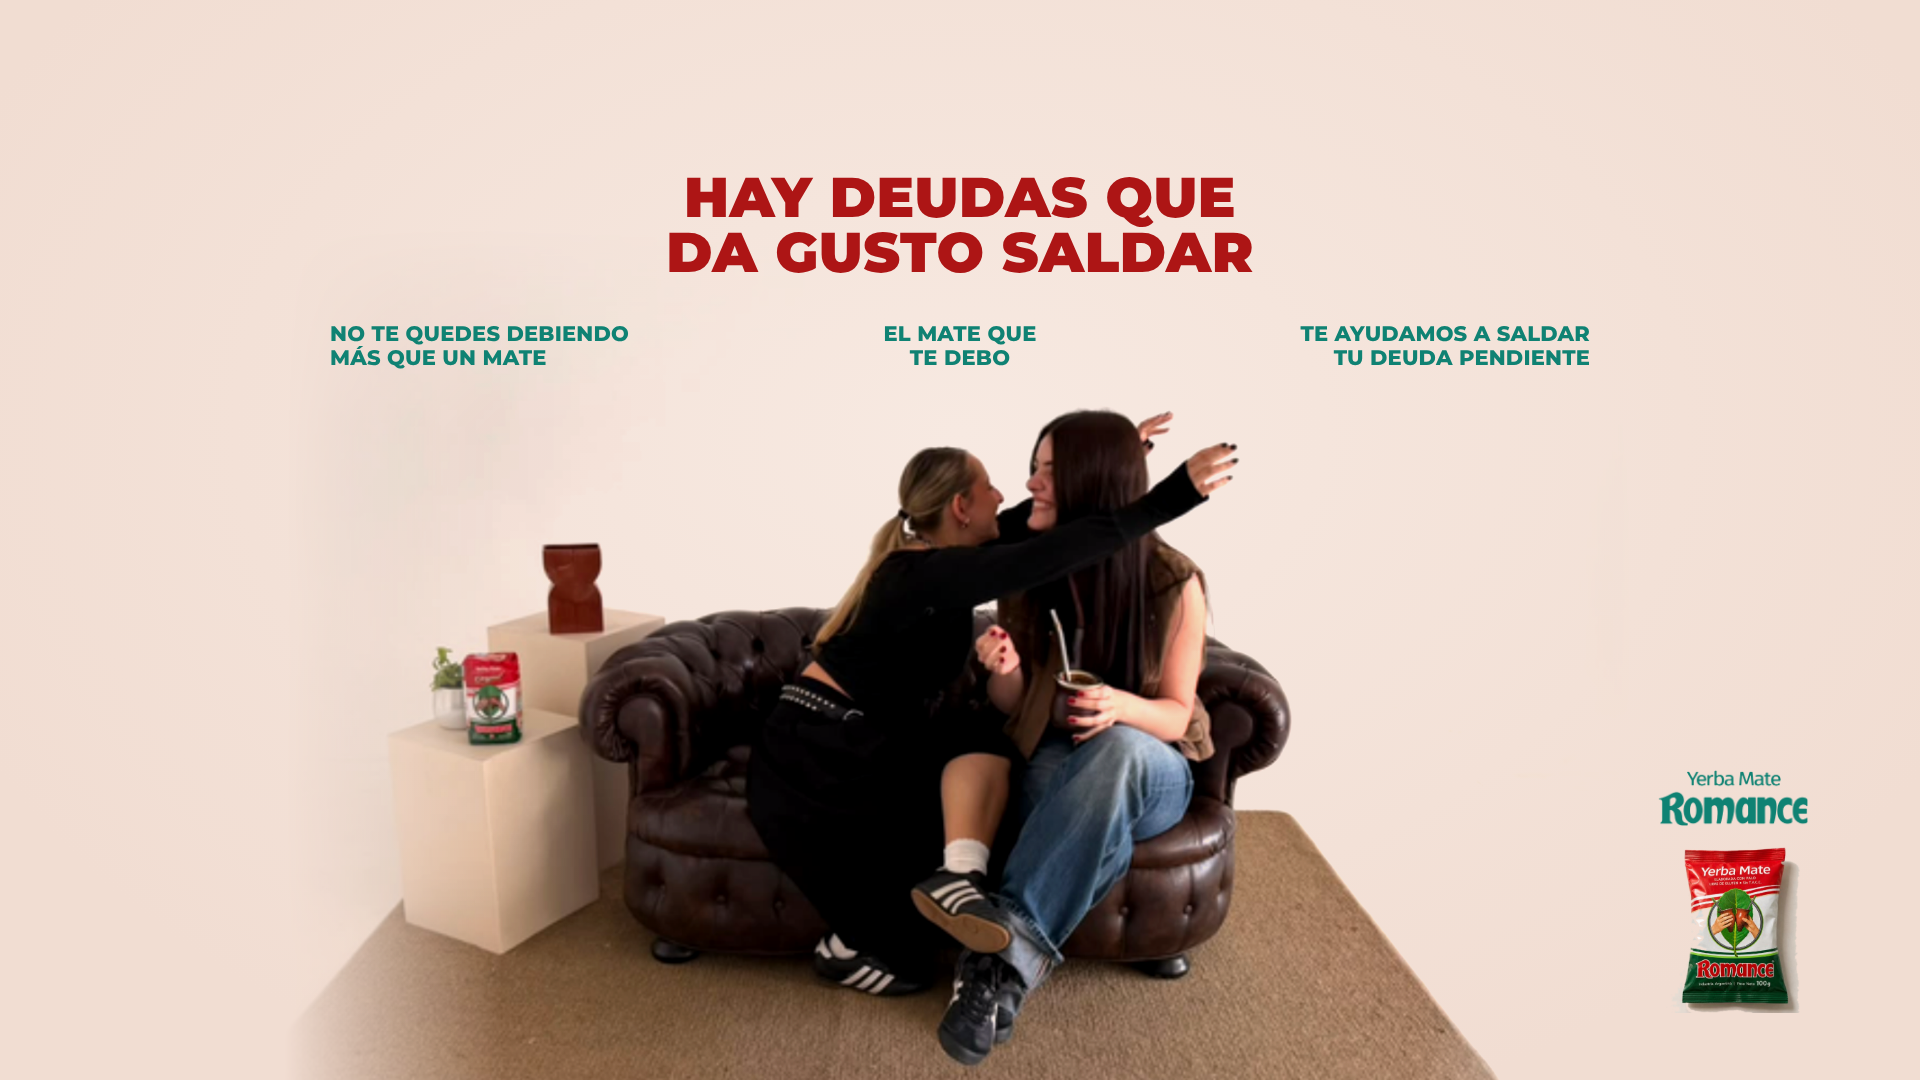 HAY DEUDAS QUE
DA GUSTO SALDAR
NO TE QUEDES DEBIENDO
MÁS QUE UN MATE
EL MATE QUE
TE DEBO
TE AYUDAMOS A SALDAR
TU DEUDA PENDIENTE
Yerba Mate
Romance
Yerba Mate
Romance
100g